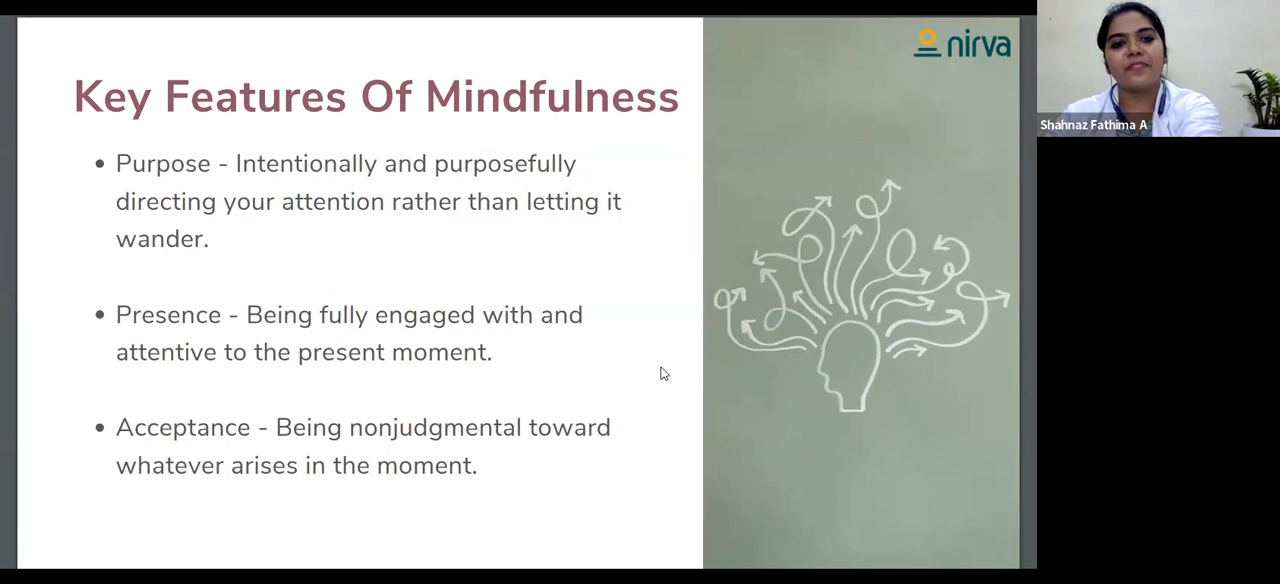 nirva
Key Features Of Mindfulness
• Purpose - Intentionally and purposefully
directing your attention rather than letting it
wander.
• Presence - Being fully engaged with and
attentive to the present moment.
• Acceptance - Being nonjudgmental toward
whatever arises in the moment.
Shahnaz Fathima A